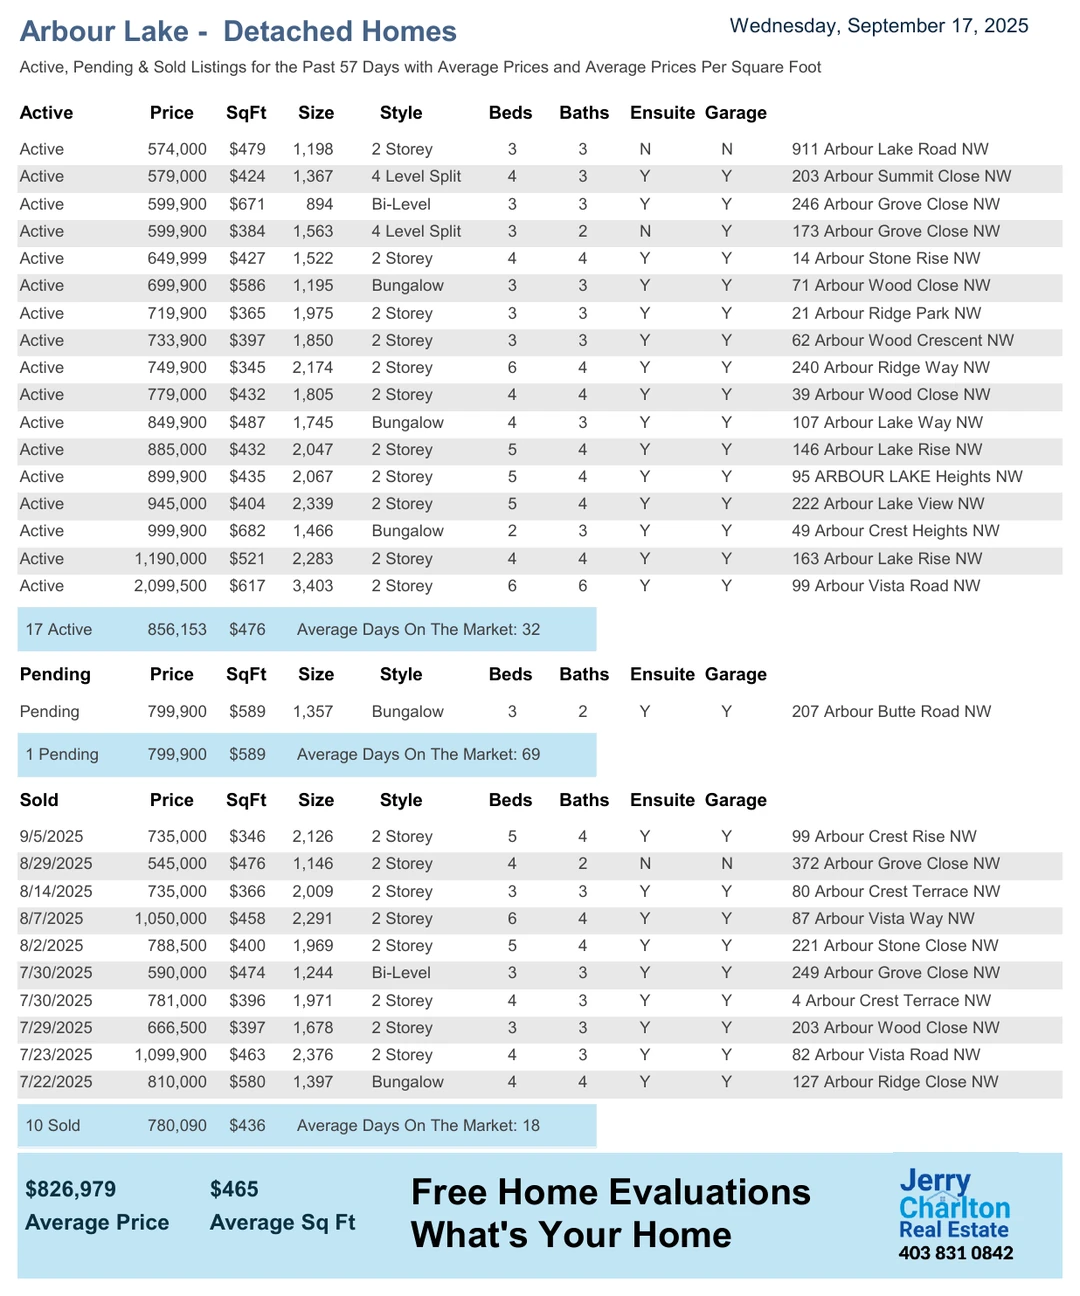 Arbour Lake -  Detached Homes
Wednesday, September 17, 2025
Active, Pending & Sold Listings for the Past 57 Days with Average Prices and Average Prices Per Square Foot
Active Price SqFt Size Style Beds Baths Ensuite Garage
Active 574,000 $479 1,198 2 Storey 3 3 N N 911 Arbour Lake Road NW
Active 579,000 $424 1,367 4 Level Split 4 3 Y Y 203 Arbour Summit Close NW
Active 599,900 $671 894 Bi-Level 3 3 Y Y 246 Arbour Grove Close NW
Active 599,900 $384 1,563 4 Level Split 3 2 N Y 173 Arbour Grove Close NW
Active 649,999 $427 1,522 2 Storey 4 4 Y Y 14 Arbour Stone Rise NW
Active 699,900 $586 1,195 Bungalow 3 3 Y Y 71 Arbour Wood Close NW
Active 719,900 $365 1,975 2 Storey 3 3 Y Y 21 Arbour Ridge Park NW
Active 733,900 $397 1,850 2 Storey 3 3 Y Y 62 Arbour Wood Crescent NW
Active 749,900 $345 2,174 2 Storey 6 4 Y Y 240 Arbour Ridge Way NW
Active 779,000 $432 1,805 2 Storey 4 4 Y Y 39 Arbour Wood Close NW
Active 849,900 $487 1,745 Bungalow 4 3 Y Y 107 Arbour Lake Way NW
Active 885,000 $432 2,047 2 Storey 5 4 Y Y 146 Arbour Lake Rise NW
Active 899,900 $435 2,067 2 Storey 5 4 Y Y 95 ARBOUR LAKE Heights NW
Active 945,000 $404 2,339 2 Storey 5 4 Y Y 222 Arbour Lake View NW
Active 999,900 $682 1,466 Bungalow 2 3 Y Y 49 Arbour Crest Heights NW
Active 1,190,000 $521 2,283 2 Storey 4 4 Y Y 163 Arbour Lake Rise NW
Active 2,099,500 $617 3,403 2 Storey 6 6 Y Y 99 Arbour Vista Road NW
17 Active 856,153 $476 Average Days On The Market: 32
Pending Price SqFt Size Style Beds Baths Ensuite Garage
Pending 799,900 $589 1,357 Bungalow 3 2 Y Y 207 Arbour Butte Road NW
1 Pending 799,900 $589 Average Days On The Market: 69
Sold Price SqFt Size Style Beds Baths Ensuite Garage
9/5/2025 735,000 $346 2,126 2 Storey 5 4 Y Y 99 Arbour Crest Rise NW
8/29/2025 545,000 $476 1,146 2 Storey 4 2 N N 372 Arbour Grove Close NW
8/14/2025 735,000 $366 2,009 2 Storey 3 3 Y Y 80 Arbour Crest Terrace NW
8/7/2025 1,050,000 $458 2,291 2 Storey 6 4 Y Y 87 Arbour Vista Way NW
8/2/2025 788,500 $400 1,969 2 Storey 5 4 Y Y 221 Arbour Stone Close NW
7/30/2025 590,000 $474 1,244 Bi-Level 3 3 Y Y 249 Arbour Grove Close NW
7/30/2025 781,000 $396 1,971 2 Storey 4 3 Y Y 4 Arbour Crest Terrace NW
7/29/2025 666,500 $397 1,678 2 Storey 3 3 Y Y 203 Arbour Wood Close NW
7/23/2025 1,099,900 $463 2,376 2 Storey 4 3 Y Y 82 Arbour Vista Road NW
7/22/2025 810,000 $580 1,397 Bungalow 4 4 Y Y 127 Arbour Ridge Close NW
10 Sold 780,090 $436 Average Days On The Market: 18
$826,979 $465
Average Price Average Sq Ft
Free Home Evaluations
What's Your Home
Jerry
Charlton
Real Estate
403 831 0842